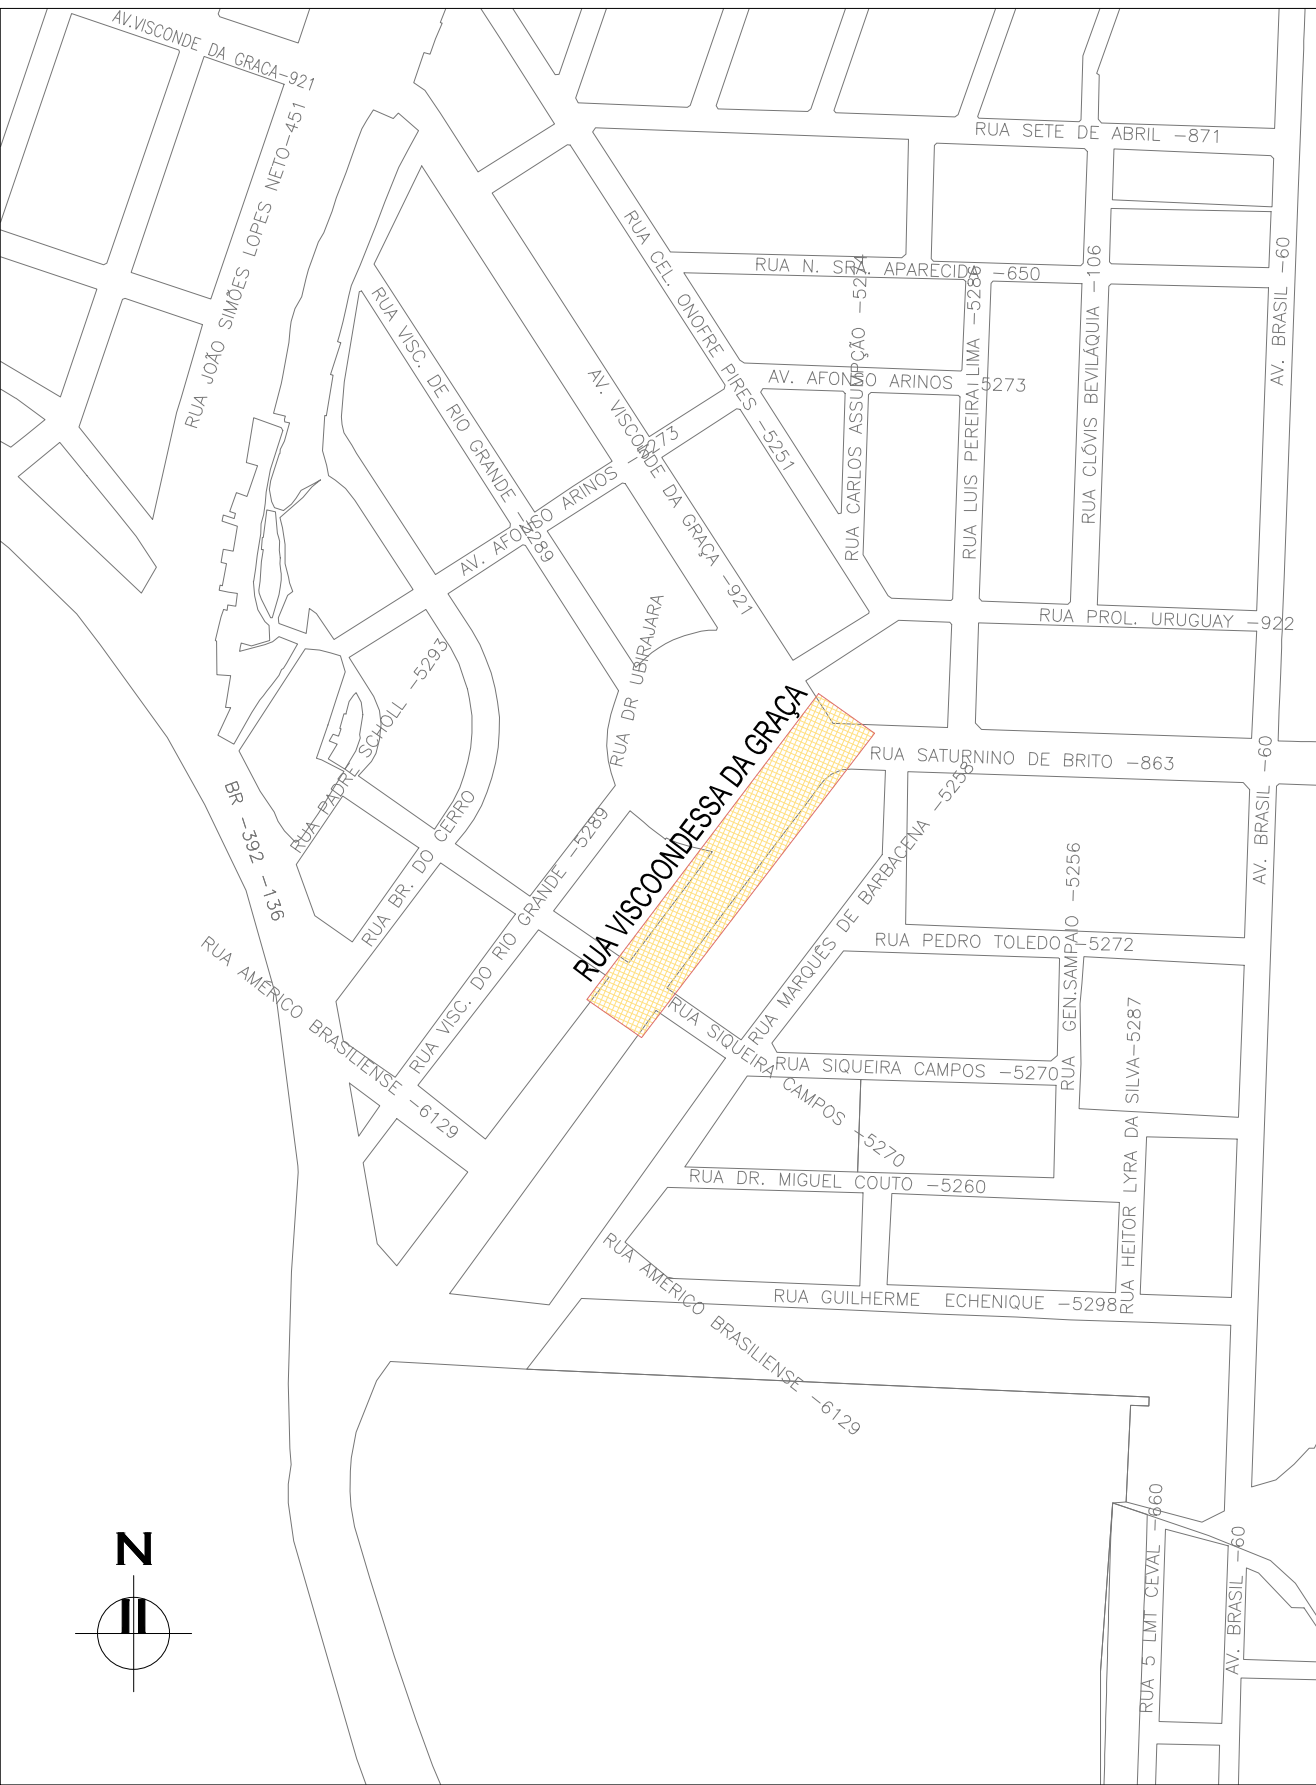 AV.VISCONDE DA GRACA-921
RUA JOÃO SIMÕES LOPES NETO-451
RUA SETE DE ABRIL -871
RUA CEL. ONOFRE PIRES -5251
RUA N. SRA. APARECIDA -650
RUA CARLOS ASSUMPÇÃO
RUA LUIS PEREIRA LIMA
RUA CLÓVIS BEVILÁQUIA -106
AV. BRASIL -60
RUA VISC. DE RIO GRANDE -5289
AV. VISCONDE DA GRAÇA -921
AV. AFONSO ARINOS -5273
AV. AFONSO ARINOS -5273
RUA PROL. URUGUAY -922
RUA DR UBIRAJARA
RUA PADRE SCHOLL -5293
RUA VISCOONDESSA DA GRAÇA
RUA SATURNINO DE BRITO -863
AV. BRASIL -60
BR -392 -136
RUA BR. DO CERRO
RUA VISC. DO RIO GRANDE -5289
RUA MARQUÊS DE BARBACENA -5258
RUA GEN.SAMPAIO -5256
RUA PEDRO TOLEDO -5272
RUA AMÉRICO BRASILIENSE -6129
RUA SIQUEIRA CAMPOS -5270
RUA SIQUEIRA CAMPOS -5270
RUA HEITOR LYRA DA SILVA-5287
RUA DR. MIGUEL COUTO -5260
RUA AMÉRICO BRASILIENSE -6129
RUA GUILHERME ECHENIQUE -5298
RUA 5 LMT CEVAL -660
AV. BRASIL -60
N